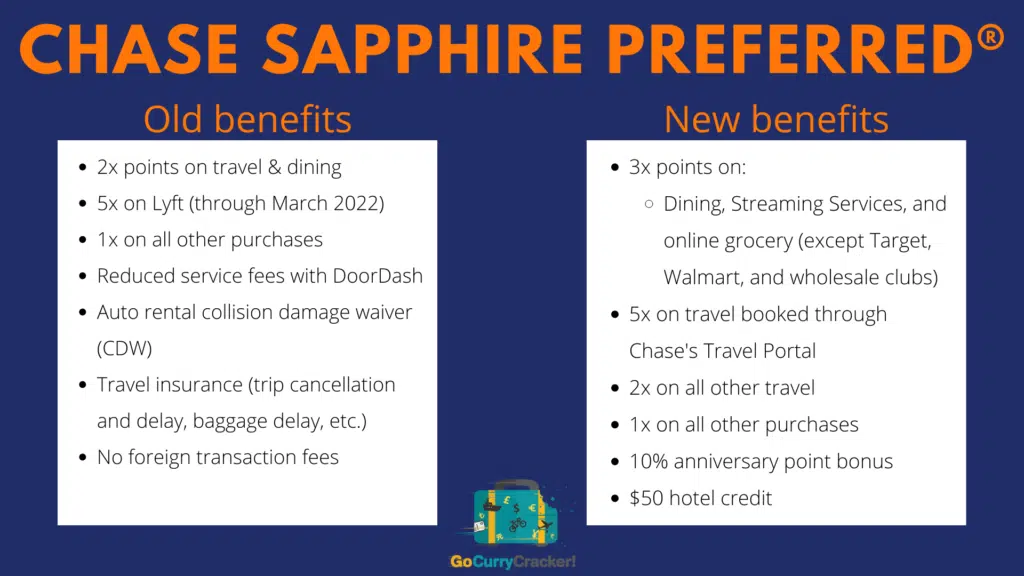 CHASE SAPPHIRE PREFERRED®
Old benefits
• 2x points on travel & dining
• 5x on Lyft (through March 2022)
• 1x on all other purchases
• Reduced service fees with DoorDash
• Auto rental collision damage waiver
(CDW)
• Travel insurance (trip cancellation
and delay, baggage delay, etc.)
• No foreign transaction fees
New benefits
• 3x points on:
◦ Dining, Streaming Services, and
online grocery (except Target,
Walmart, and wholesale clubs)
• 5x on travel booked through
Chase's Travel Portal
• 2x on all other travel
• 1x on all other purchases
• 10% anniversary point bonus
• $50 hotel credit
GoCurryCracker!